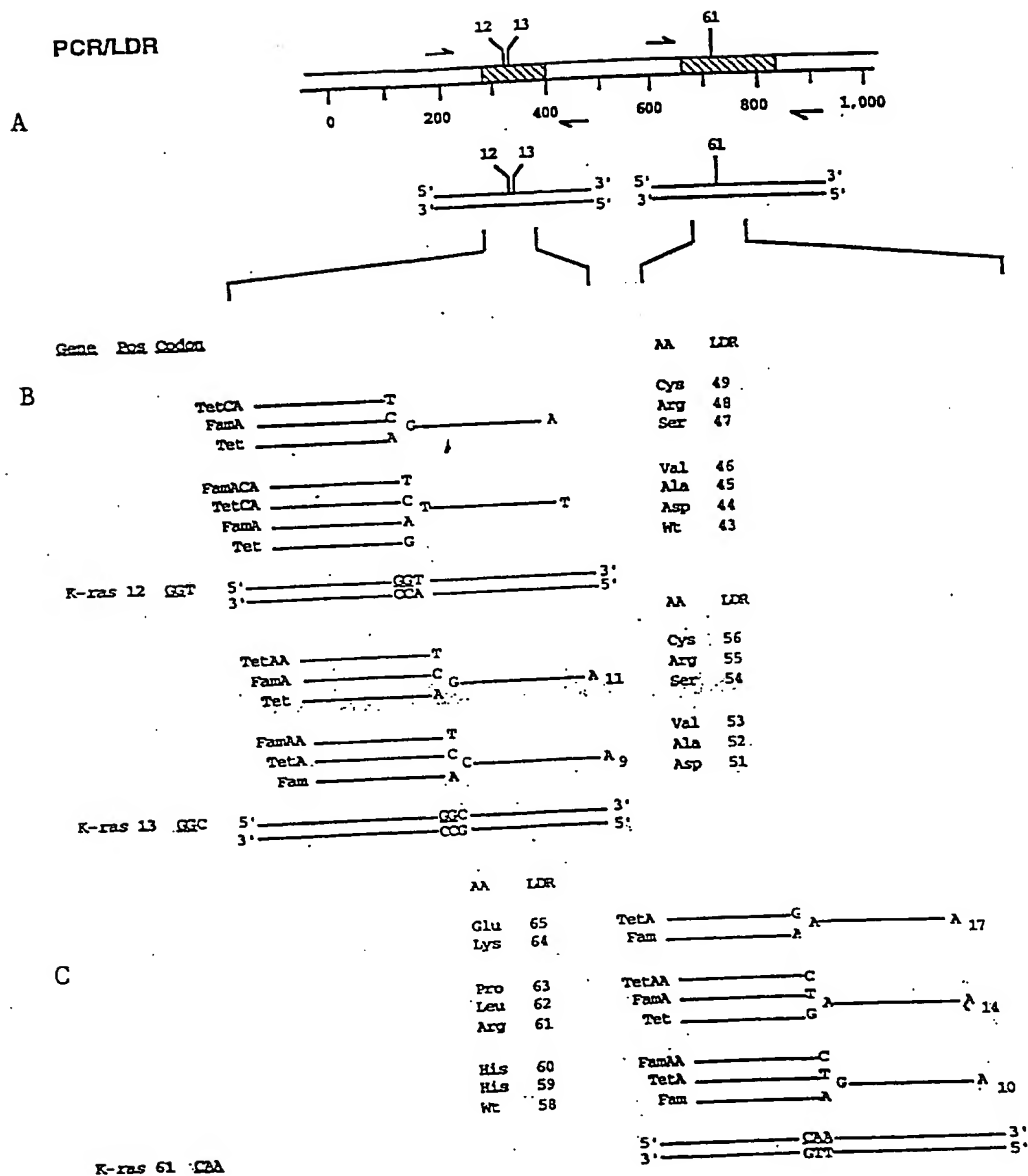 PCR/LDR
12 13
61
A
0 200 400 600 800 1,000
12 13
61
5' 3' 5' 3'
3' 5' 3' 5'
Gene Pos Codon
AA LDR
B
TetCA T
FamA C G A
Tet A
Cys 49
Arg 48
Ser 47
FamACA T
TetCA C T T
FamA A
Tet G
Val 46
Ala 45
Asp 44
Wt 43
K-ras 12 GGT 5' GGT 3'
3' CCA 5'
AA LDR
TetAA T
FamA C G A 11
Tet A
Cys 56
Arg 55
Ser 54
FamAA T
TetA C C A 9
Fam A
Val 53
Ala 52
Asp 51
K-ras 13 GGC 5' GGC 3'
3' CCG 5'
AA LDR
C
Glu 65
Lys 64
TetA G A A 17
Fam A
Pro 63
Leu 62
Arg 61
TetAA C
FamA T A A 14
Tet G
His 60
His 59
Wt 58
FamAA C
TetA T G A 10
Fam A
5' CAA 3'
3' GTT 5'
K-ras 61 CAA